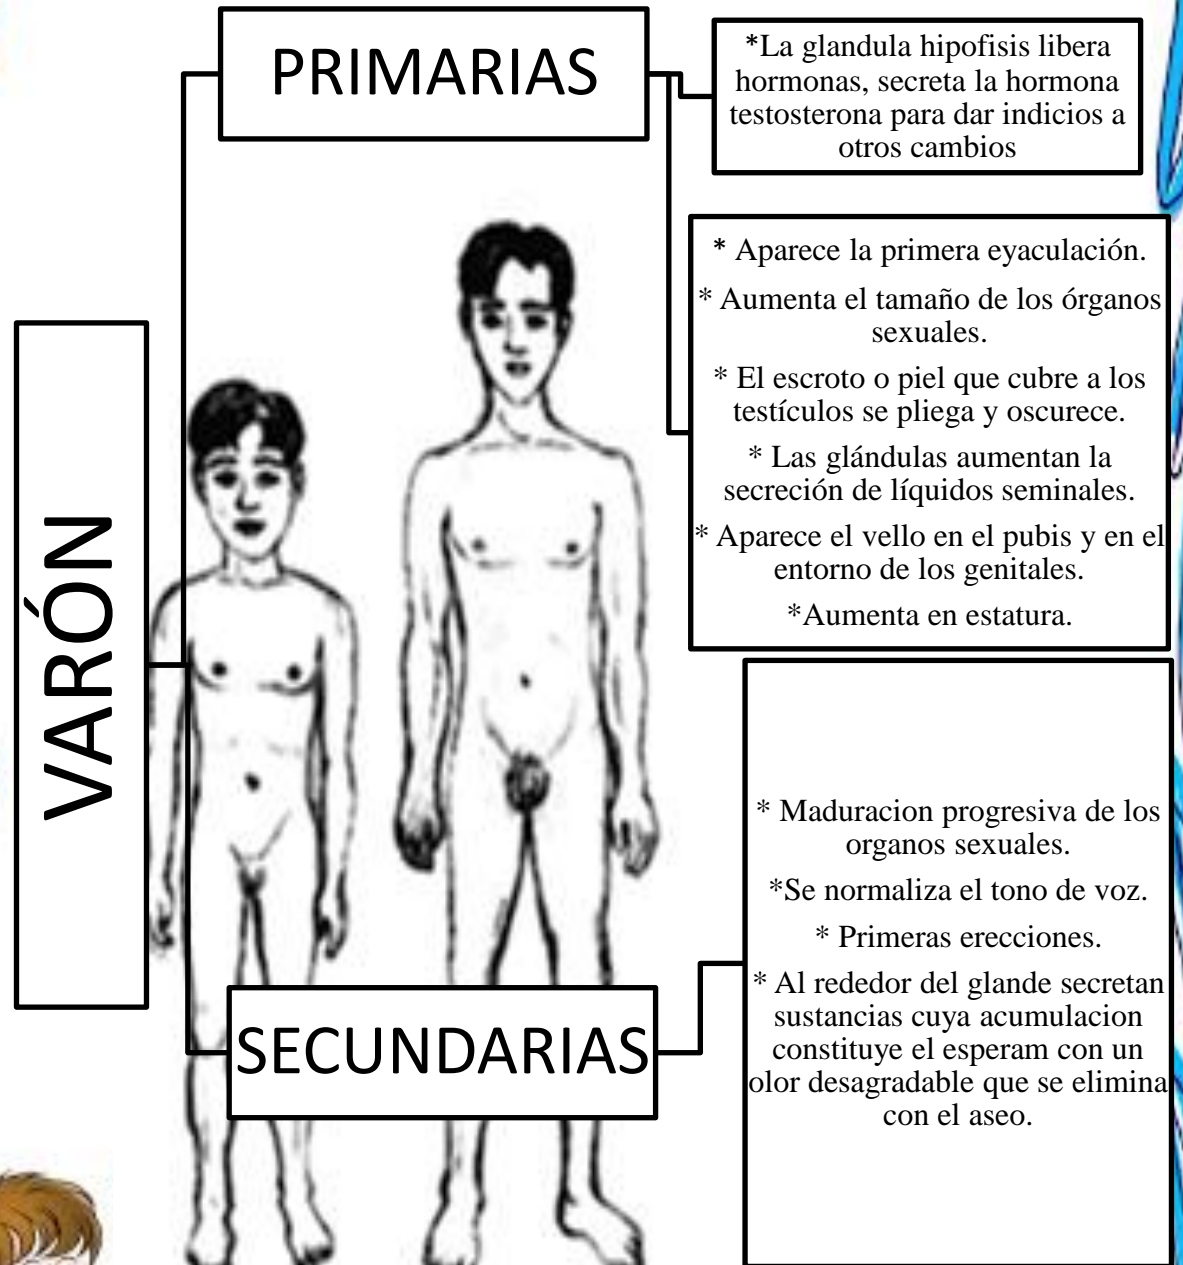 PRIMARIAS
*La glandula hipofisis libera
hormonas, secreta la hormona
testosterona para dar indicios a
otros cambios
* Aparece la primera eyaculación.
* Aumenta el tamaño de los órganos
sexuales.
* El escroto o piel que cubre a los
testículos se pliega y oscurece.
* Las glándulas aumentan la
secreción de líquidos seminales.
* Aparece el vello en el pubis y en el
entorno de los genitales.
*Aumenta en estatura.
VARÓN
SECUNDARIAS
* Maduracion progresiva de los
organos sexuales.
*Se normaliza el tono de voz.
* Primeras erecciones.
* Al rededor del glande secretan
sustancias cuya acumulacion
constituye el esperam con un
olor desagradable que se elimina
con el aseo.